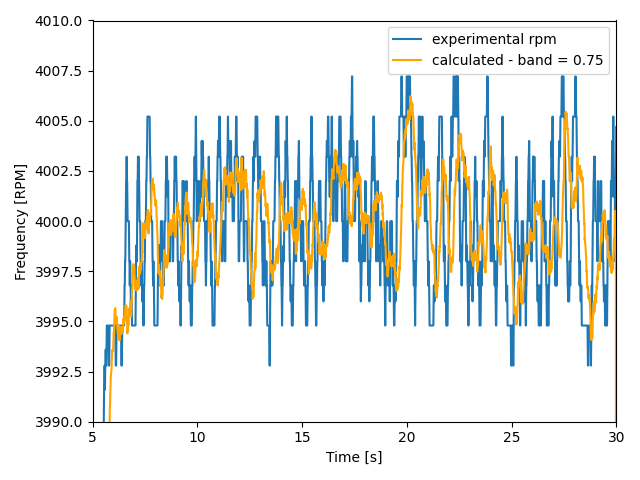 4010.0
4007.5
4005.0
4002.5
4000.0
3997.5
3995.0
3992.5
3990.0
Frequency [RPM]
experimental rpm
calculated - band = 0.75
5 10 15 20 25 30
Time [s]